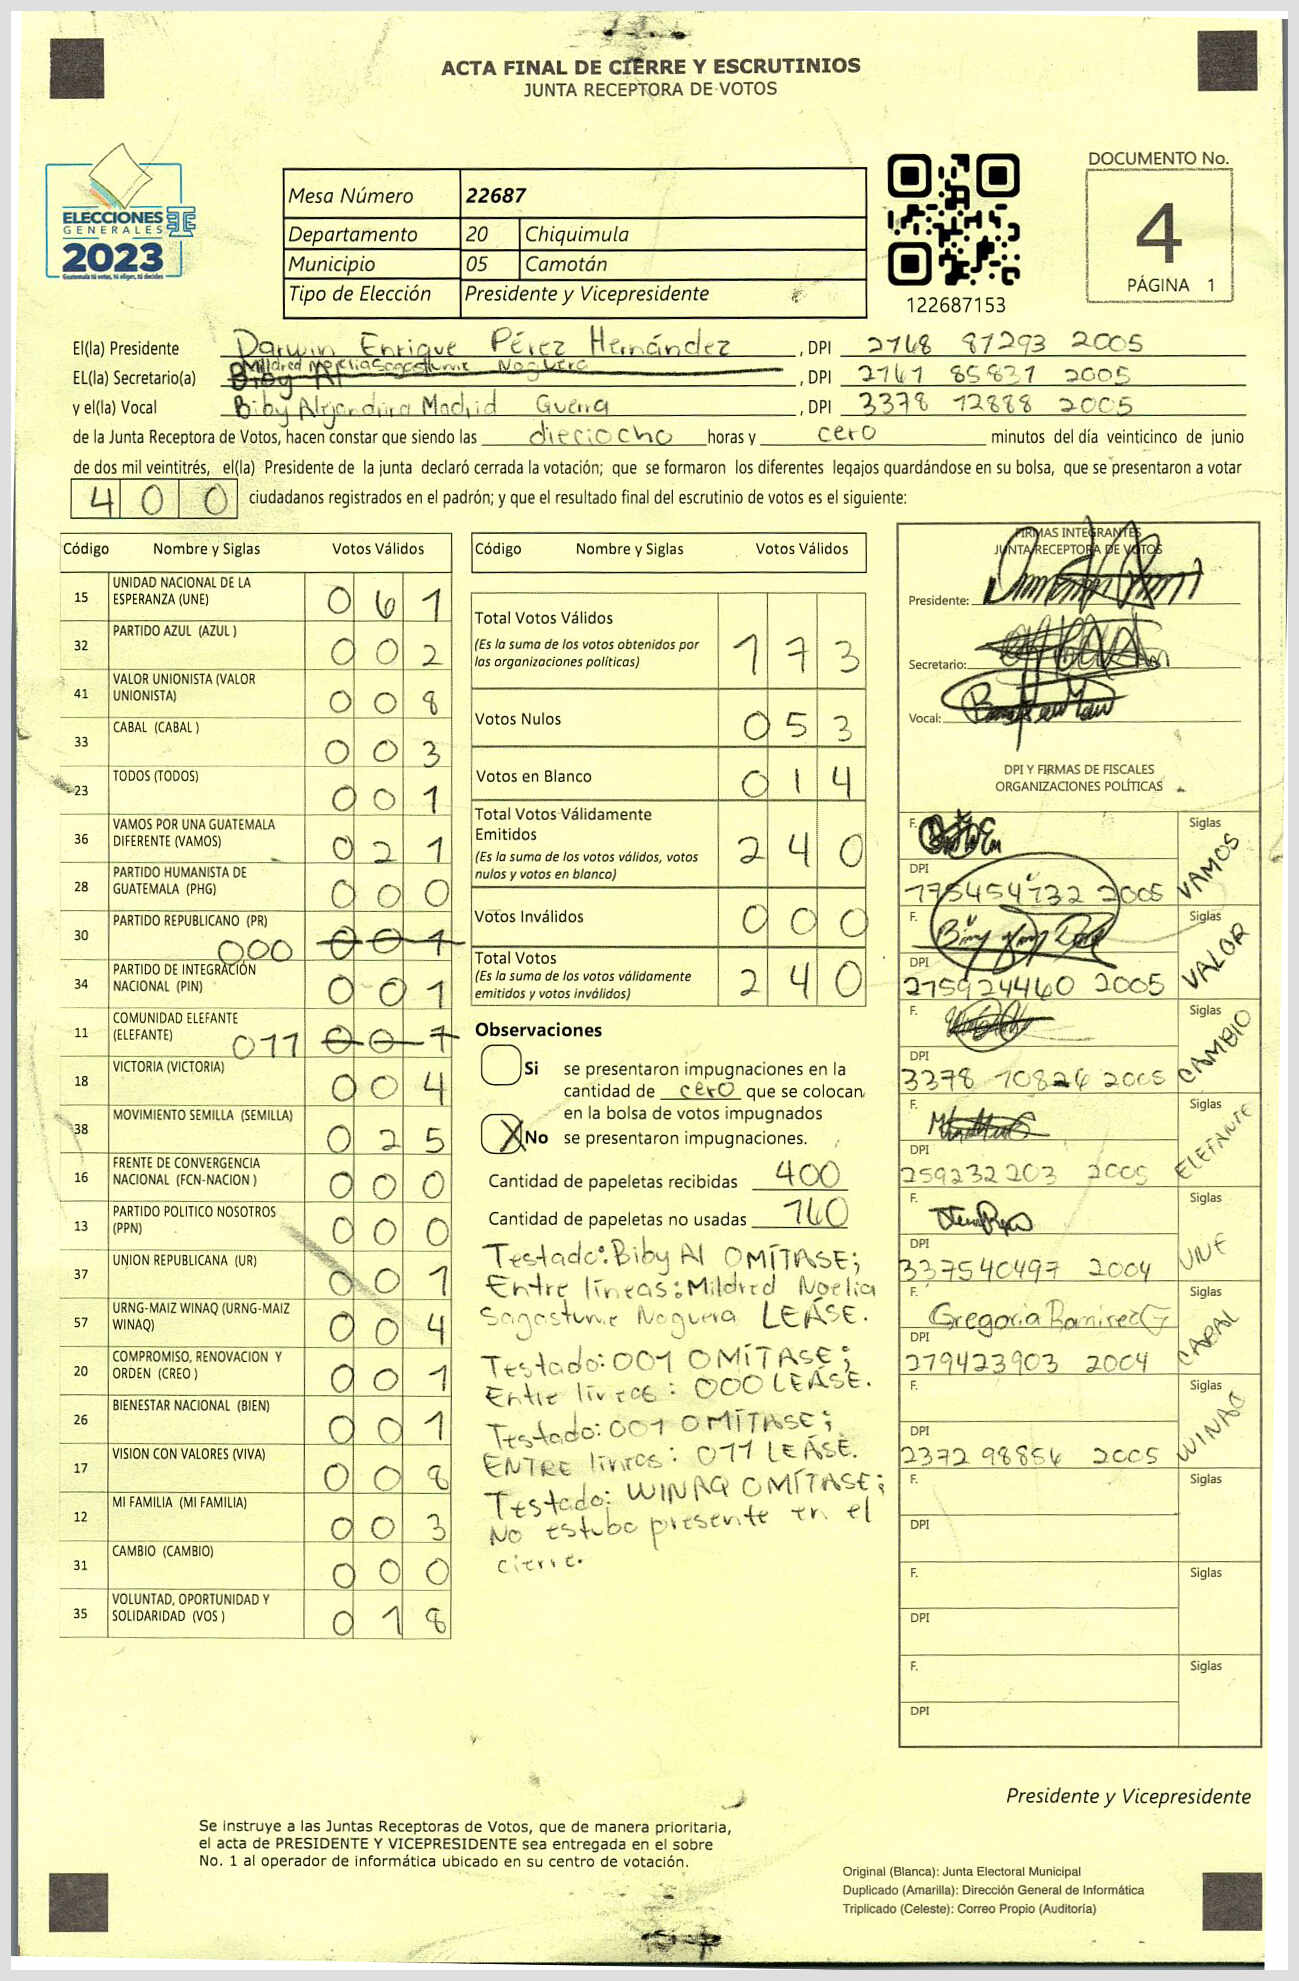 ACTA FINAL DE CIERRE Y ESCRUTINIOS
JUNTA RECEPTORA DE VOTOS
ELECCIONES
GENERALES
2023
Guatemala tú votas, tú eliges, tú decides
Mesa Número 22687
Departamento 20 Chiquimula
Municipio 05 Camotán
Tipo de Elección Presidente y Vicepresidente
122687153
DOCUMENTO No.
4
PÁGINA 1
El(la) Presidente Darwin Enrique Pérez Hernández , DPI 2768 87293 2005
Mildred Noelia Sagastume Noguera
EL(la) Secretario(a) Biby Al , DPI 2767 85837 2005
y el(la) Vocal Biby Alejandra Madrid Guerra , DPI 3378 72888 2005
de la Junta Receptora de Votos, hacen constar que siendo las dieciocho horas y cero minutos del día veinticinco de junio
de dos mil veintitrés, el(la) Presidente de la junta declaró cerrada la votación; que se formaron los diferentes legajos guardándose en su bolsa, que se presentaron a votar
400 ciudadanos registrados en el padrón; y que el resultado final del escrutinio de votos es el siguiente:
Código Nombre y Siglas Votos Válidos
15 UNIDAD NACIONAL DE LA
ESPERANZA (UNE) 0 6 1
32 PARTIDO AZUL (AZUL ) 0 0 2
41 VALOR UNIONISTA (VALOR
UNIONISTA) 0 0 8
33 CABAL (CABAL ) 0 0 3
23 TODOS (TODOS) 0 0 1
36 VAMOS POR UNA GUATEMALA
DIFERENTE (VAMOS) 0 2 1
28 PARTIDO HUMANISTA DE
GUATEMALA (PHG) 0 0 0
30 PARTIDO REPUBLICANO (PR)
000 0 0 1
34 PARTIDO DE INTEGRACIÓN
NACIONAL (PIN) 0 0 1
11 COMUNIDAD ELEFANTE
(ELEFANTE) 011 0 0 7
18 VICTORIA (VICTORIA) 0 0 4
38 MOVIMIENTO SEMILLA (SEMILLA) 0 2 5
16 FRENTE DE CONVERGENCIA
NACIONAL (FCN-NACION ) 0 0 0
13 PARTIDO POLITICO NOSOTROS
(PPN) 0 0 0
37 UNION REPUBLICANA (UR) 0 0 1
57 URNG-MAIZ WINAQ (URNG-MAIZ
WINAQ) 0 0 4
20 COMPROMISO, RENOVACION Y
ORDEN (CREO ) 0 0 1
26 BIENESTAR NACIONAL (BIEN) 0 0 1
17 VISION CON VALORES (VIVA) 0 0 8
12 MI FAMILIA (MI FAMILIA) 0 0 3
31 CAMBIO (CAMBIO) 0 0 0
35 VOLUNTAD, OPORTUNIDAD Y
SOLIDARIDAD (VOS ) 0 1 8
Código Nombre y Siglas Votos Válidos
Total Votos Válidos
(Es la suma de los votos obtenidos por
las organizaciones políticas) 1 7 3
Votos Nulos 0 5 3
Votos en Blanco 0 1 4
Total Votos Válidamente
Emitidos
(Es la suma de los votos válidos, votos
nulos y votos en blanco) 2 4 0
Votos Inválidos 0 0 0
Total Votos
(Es la suma de los votos válidamente
emitidos y votos inválidos) 2 4 0
Observaciones
Si se presentaron impugnaciones en la
cantidad de cero que se colocan
en la bolsa de votos impugnados
X No se presentaron impugnaciones.
Cantidad de papeletas recibidas 400
Cantidad de papeletas no usadas 160
Testado: Biby Al OMÍTASE;
Entre líneas: Mildred Noelia
Sagastume Noguera LEÁSE.
Testado: 001 OMÍTASE;
Entre líneas: 000 LEÁSE.
Testado: 007 OMÍTASE;
ENTRE líneas: 011 LEÁSE.
Testado: WINAQ OMÍTASE;
No estubo presente en el
cierre.
FIRMAS INTEGRANTES
JUNTA RECEPTORA DE VOTOS
Presidente:
Secretario:
Vocal:
DPI Y FIRMAS DE FISCALES
ORGANIZACIONES POLÍTICAS
F. Siglas VAMOS
DPI
775454732 2005
F. Siglas VALOR
DPI
275924460 2005
F. Siglas CAMBIO
DPI
3378 70824 2005
F. Siglas ELEFANTE
DPI
259232203 2005
F. Siglas UNE
DPI
337540497 2004
F. Gregoria Ramirez G Siglas CABAL
DPI
279423903 2004
F. Siglas WINAQ
DPI
2372 98856 2005
F. Siglas
DPI
F. Siglas
DPI
F. Siglas
DPI
Presidente y Vicepresidente
Se instruye a las Juntas Receptoras de Votos, que de manera prioritaria,
el acta de PRESIDENTE Y VICEPRESIDENTE sea entregada en el sobre
No. 1 al operador de informática ubicado en su centro de votación.
Original (Blanca): Junta Electoral Municipal
Duplicado (Amarilla): Dirección General de Informática
Triplicado (Celeste): Correo Propio (Auditoría)